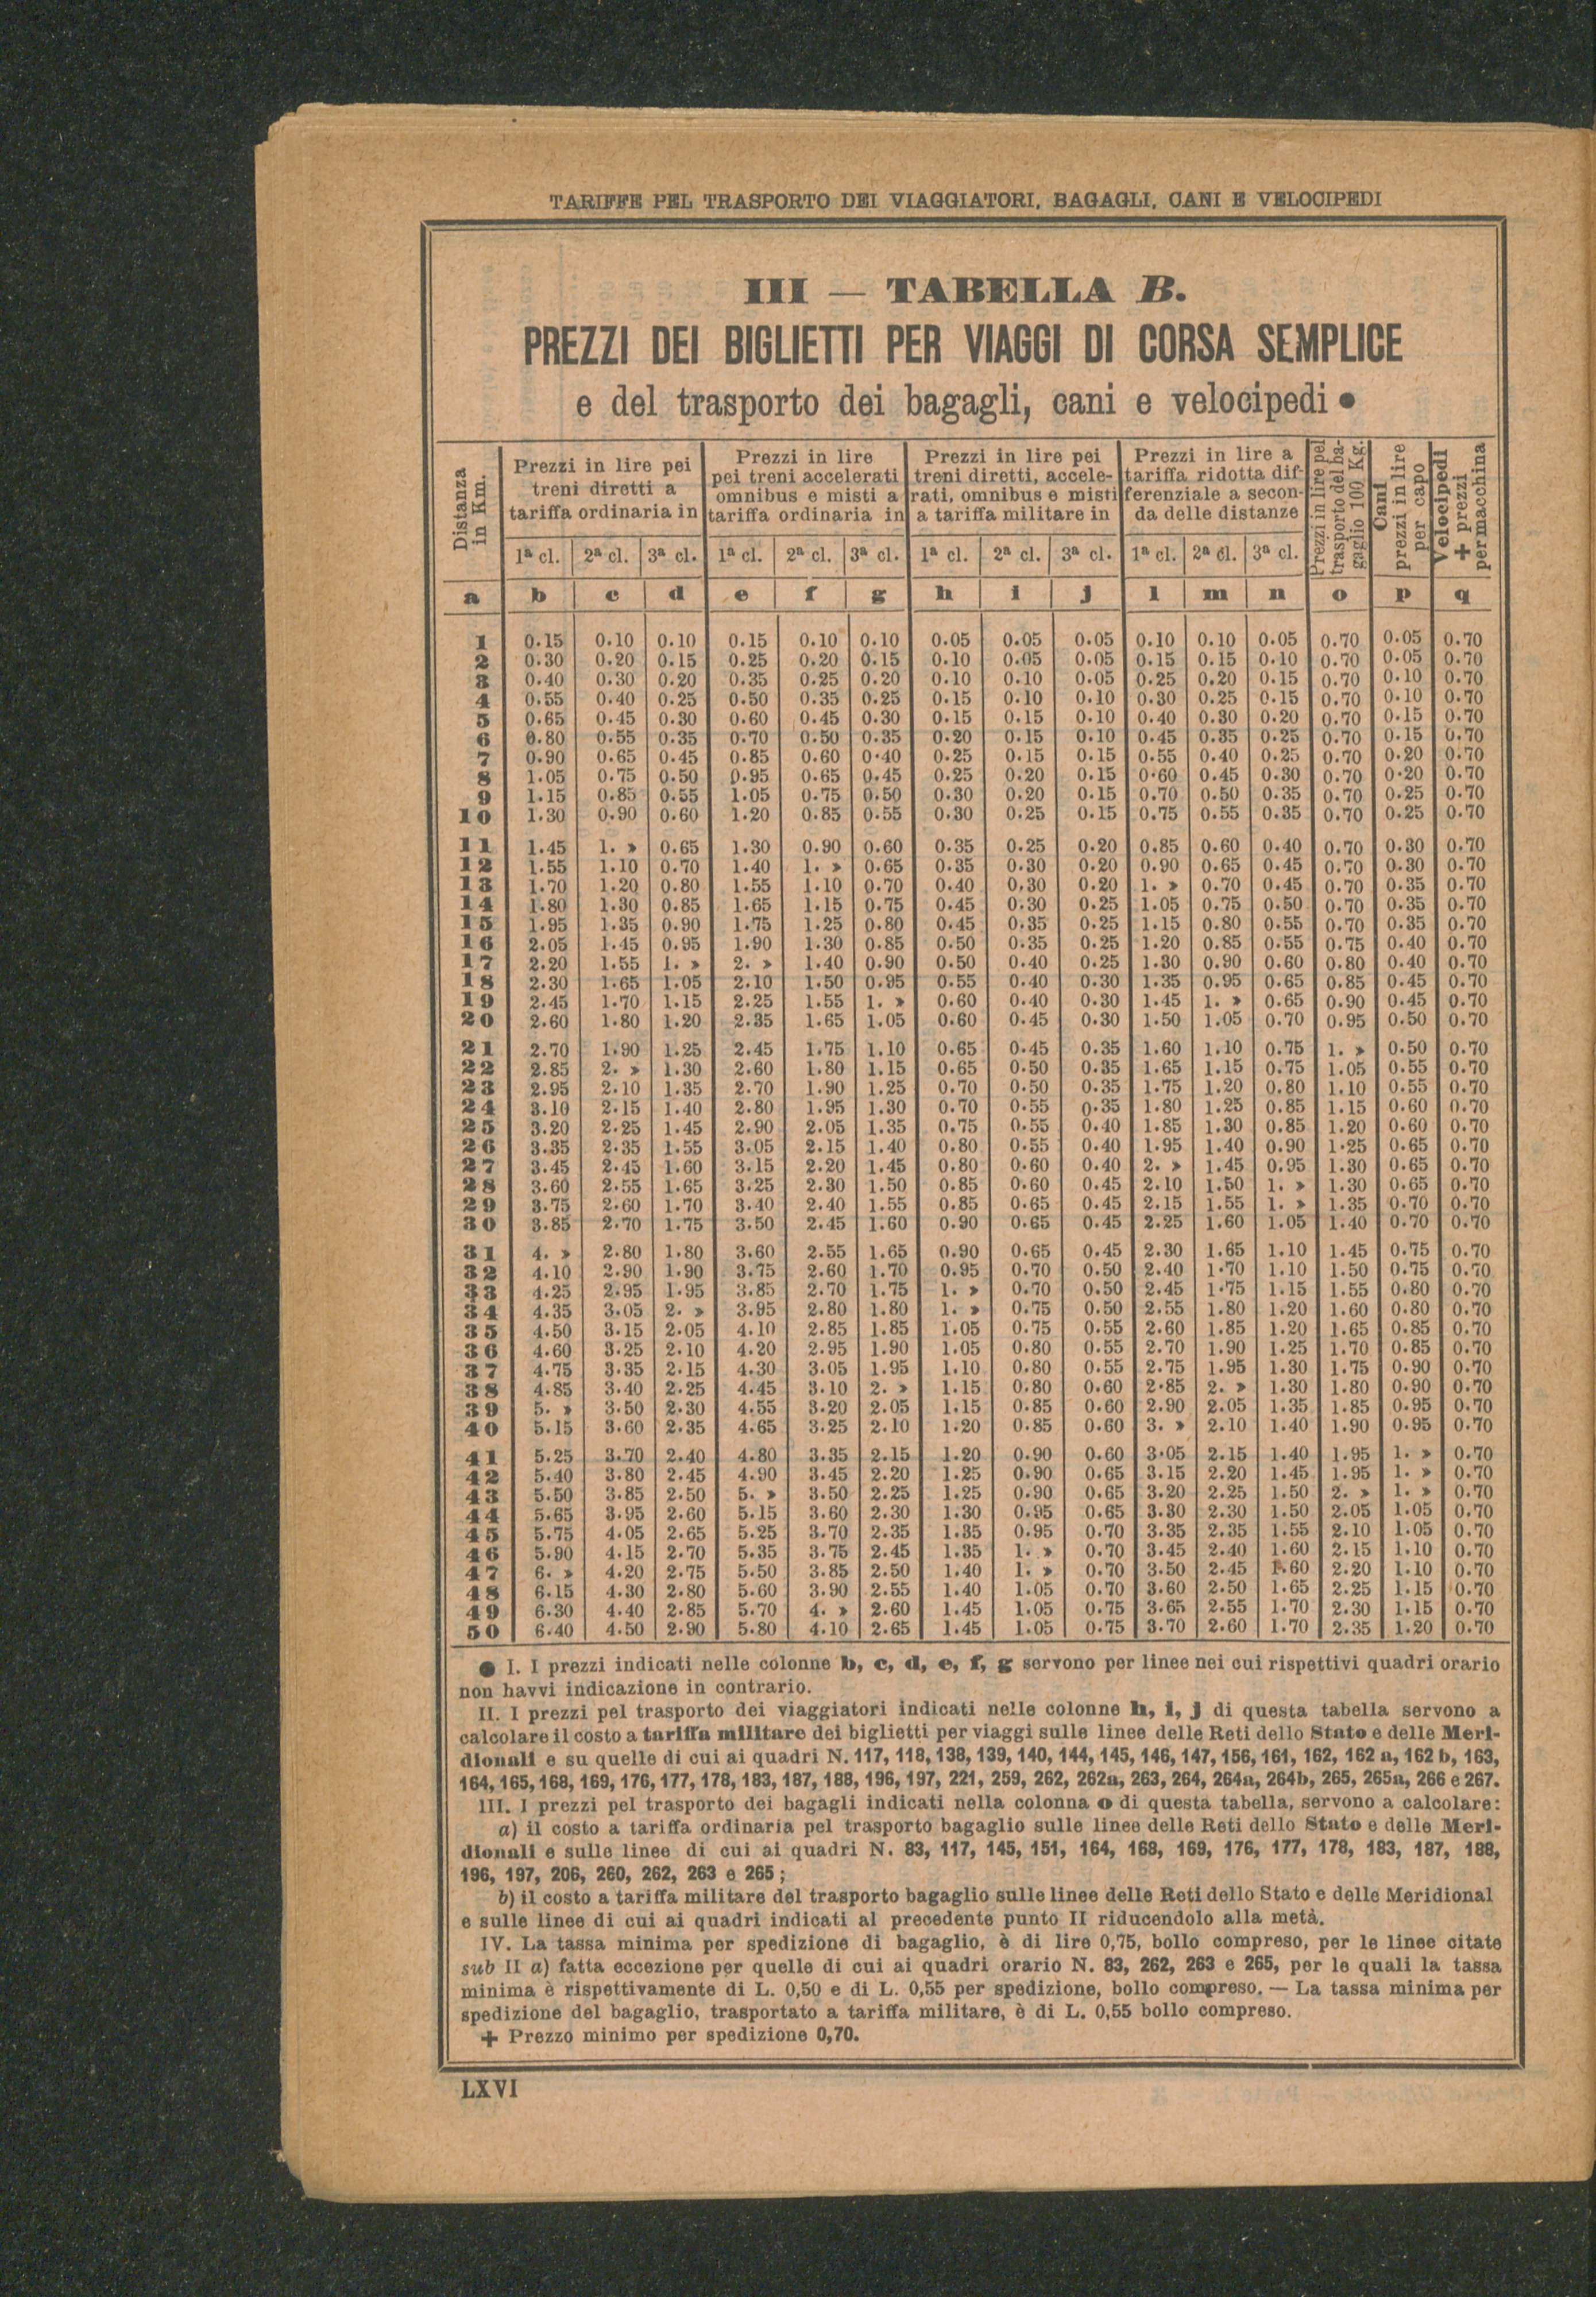 TARIFFE PEL TRASPORTO DEI VIAGGIATORI, BAGAGLI, CANI E VELOCIPEDI
III — TABELLA B.
PREZZI DEI BIGLIETTI PER VIAGGI DI CORSA SEMPLICE
e del trasporto dei bagagli, cani e velocipedi ●
Distanza
in Km.
Prezzi in lire pei
treni diretti a
tariffa ordinaria in
Prezzi in lire
pei treni accelerati
omnibus e misti a
tariffa ordinaria in
Prezzi in lire pei
treni diretti, accele-
rati, omnibus e misti
a tariffa militare in
Prezzi in lire a
tariffa ridotta dif-
ferenziale a secon-
da delle distanze
Prezzi in lire pel
trasporto del ba-
gaglio 100 Kg.
Cani
prezzi in lire
per capo
Velocipedi
+ prezzi
per macchina
1ª cl. 2ª cl. 3ª cl. 1ª cl. 2ª cl. 3ª cl. 1ª cl. 2ª cl. 3ª cl. 1ª cl. 2ª cl. 3ª cl.
a b c d e f g h i j l m n o p q
1 0.15 0.10 0.10 0.15 0.10 0.10 0.05 0.05 0.05 0.10 0.10 0.05 0.70 0.05 0.70
2 0.30 0.20 0.15 0.25 0.20 0.15 0.10 0.05 0.05 0.15 0.15 0.10 0.70 0.05 0.70
3 0.40 0.30 0.20 0.35 0.25 0.20 0.10 0.10 0.05 0.25 0.20 0.15 0.70 0.10 0.70
4 0.55 0.40 0.25 0.50 0.35 0.25 0.15 0.10 0.10 0.30 0.25 0.15 0.70 0.10 0.70
5 0.65 0.45 0.30 0.60 0.45 0.30 0.15 0.15 0.10 0.40 0.30 0.20 0.70 0.15 0.70
6 0.80 0.55 0.35 0.70 0.50 0.35 0.20 0.15 0.10 0.45 0.35 0.25 0.70 0.15 0.70
7 0.90 0.65 0.45 0.85 0.60 0.40 0.25 0.15 0.15 0.55 0.40 0.25 0.70 0.20 0.70
8 1.05 0.75 0.50 0.95 0.65 0.45 0.25 0.20 0.15 0.60 0.45 0.30 0.70 0.20 0.70
9 1.15 0.85 0.55 1.05 0.75 0.50 0.30 0.20 0.15 0.70 0.50 0.35 0.70 0.25 0.70
10 1.30 0.90 0.60 1.20 0.85 0.55 0.30 0.25 0.15 0.75 0.55 0.35 0.70 0.25 0.70
11 1.45 1. » 0.65 1.30 0.90 0.60 0.35 0.25 0.20 0.85 0.60 0.40 0.70 0.30 0.70
12 1.55 1.10 0.70 1.40 1. » 0.65 0.35 0.30 0.20 0.90 0.65 0.45 0.70 0.30 0.70
13 1.70 1.20 0.80 1.55 1.10 0.70 0.40 0.30 0.20 1. » 0.70 0.45 0.70 0.35 0.70
14 1.80 1.30 0.85 1.65 1.15 0.75 0.45 0.30 0.25 1.05 0.75 0.50 0.70 0.35 0.70
15 1.95 1.35 0.90 1.75 1.25 0.80 0.45 0.35 0.25 1.15 0.80 0.55 0.70 0.35 0.70
16 2.05 1.45 0.95 1.90 1.30 0.85 0.50 0.35 0.25 1.20 0.85 0.55 0.75 0.40 0.70
17 2.20 1.55 1. » 2. » 1.40 0.90 0.50 0.40 0.25 1.30 0.90 0.60 0.80 0.40 0.70
18 2.30 1.65 1.05 2.10 1.50 0.95 0.55 0.40 0.30 1.35 0.95 0.65 0.85 0.45 0.70
19 2.45 1.70 1.15 2.25 1.55 1. » 0.60 0.40 0.30 1.45 1. » 0.65 0.90 0.45 0.70
20 2.60 1.80 1.20 2.35 1.65 1.05 0.60 0.45 0.30 1.50 1.05 0.70 0.95 0.50 0.70
21 2.70 1.90 1.25 2.45 1.75 1.10 0.65 0.45 0.35 1.60 1.10 0.75 1. » 0.50 0.70
22 2.85 2. » 1.30 2.60 1.80 1.15 0.65 0.50 0.35 1.65 1.15 0.75 1.05 0.55 0.70
23 2.95 2.10 1.35 2.70 1.90 1.25 0.70 0.50 0.35 1.75 1.20 0.80 1.10 0.55 0.70
24 3.10 2.15 1.40 2.80 1.95 1.30 0.70 0.55 0.35 1.80 1.25 0.85 1.15 0.60 0.70
25 3.20 2.25 1.45 2.90 2.05 1.35 0.75 0.55 0.40 1.85 1.30 0.85 1.20 0.60 0.70
26 3.35 2.35 1.55 3.05 2.15 1.40 0.80 0.55 0.40 1.95 1.40 0.90 1.25 0.65 0.70
27 3.45 2.45 1.60 3.15 2.20 1.45 0.80 0.60 0.40 2. » 1.45 0.95 1.30 0.65 0.70
28 3.60 2.55 1.65 3.25 2.30 1.50 0.85 0.60 0.45 2.10 1.50 1. » 1.30 0.65 0.70
29 3.75 2.60 1.70 3.40 2.40 1.55 0.85 0.65 0.45 2.15 1.55 1. » 1.35 0.70 0.70
30 3.85 2.70 1.75 3.50 2.45 1.60 0.90 0.65 0.45 2.25 1.60 1.05 1.40 0.70 0.70
31 4. » 2.80 1.80 3.60 2.55 1.65 0.90 0.65 0.45 2.30 1.65 1.10 1.45 0.75 0.70
32 4.10 2.90 1.90 3.75 2.60 1.70 0.95 0.70 0.50 2.40 1.70 1.10 1.50 0.75 0.70
33 4.25 2.95 1.95 3.85 2.70 1.75 1. » 0.70 0.50 2.45 1.75 1.15 1.55 0.80 0.70
34 4.35 3.05 2. » 3.95 2.80 1.80 1. » 0.75 0.50 2.55 1.80 1.20 1.60 0.80 0.70
35 4.50 3.15 2.05 4.10 2.85 1.85 1.05 0.75 0.55 2.60 1.85 1.20 1.65 0.85 0.70
36 4.60 3.25 2.10 4.20 2.95 1.90 1.05 0.80 0.55 2.70 1.90 1.25 1.70 0.85 0.70
37 4.75 3.35 2.15 4.30 3.05 1.95 1.10 0.80 0.55 2.75 1.95 1.30 1.75 0.90 0.70
38 4.85 3.40 2.25 4.45 3.10 2. » 1.15 0.80 0.60 2.85 2. » 1.30 1.80 0.90 0.70
39 5. » 3.50 2.30 4.55 3.20 2.05 1.15 0.85 0.60 2.90 2.05 1.35 1.85 0.95 0.70
40 5.15 3.60 2.35 4.65 3.25 2.10 1.20 0.85 0.60 3. » 2.10 1.40 1.90 0.95 0.70
41 5.25 3.70 2.40 4.80 3.35 2.15 1.20 0.90 0.60 3.05 2.15 1.40 1.95 1. » 0.70
42 5.40 3.80 2.45 4.90 3.45 2.20 1.25 0.90 0.65 3.15 2.20 1.45 1.95 1. » 0.70
43 5.50 3.85 2.50 5. » 3.50 2.25 1.25 0.90 0.65 3.20 2.25 1.50 2. » 1. » 0.70
44 5.65 3.95 2.60 5.15 3.60 2.30 1.30 0.95 0.65 3.30 2.30 1.50 2.05 1.05 0.70
45 5.75 4.05 2.65 5.25 3.70 2.35 1.35 0.95 0.70 3.35 2.35 1.55 2.10 1.05 0.70
46 5.90 4.15 2.70 5.35 3.75 2.45 1.35 1. » 0.70 3.45 2.40 1.60 2.15 1.10 0.70
47 6. » 4.20 2.75 5.50 3.85 2.50 1.40 1. » 0.70 3.50 2.45 1.60 2.20 1.10 0.70
48 6.15 4.30 2.80 5.60 3.90 2.55 1.40 1.05 0.70 3.60 2.50 1.65 2.25 1.15 0.70
49 6.30 4.40 2.85 5.70 4. » 2.60 1.45 1.05 0.75 3.65 2.55 1.70 2.30 1.15 0.70
50 6.40 4.50 2.90 5.80 4.10 2.65 1.45 1.05 0.75 3.70 2.60 1.70 2.35 1.20 0.70
● I. I prezzi indicati nelle colonne b, c, d, e, f, g servono per linee nei cui rispettivi quadri orario
non havvi indicazione in contrario.
II. I prezzi pel trasporto dei viaggiatori indicati nelle colonne h, i, j di questa tabella servono a
calcolare il costo a tariffa militare dei biglietti per viaggi sulle linee delle Reti dello Stato e delle Meri-
dionali e su quelle di cui ai quadri N. 117, 118, 138, 139, 140, 144, 145, 146, 147, 156, 161, 162, 162 a, 162 b, 163,
164, 165, 168, 169, 176, 177, 178, 183, 187, 188, 196, 197, 221, 259, 262, 262a, 263, 264, 264a, 264b, 265, 265a, 266 e 267.
III. I prezzi pel trasporto dei bagagli indicati nella colonna o di questa tabella, servono a calcolare:
a) il costo a tariffa ordinaria pel trasporto bagaglio sulle linee delle Reti dello Stato e delle Meri-
dionali e sulle linee di cui ai quadri N. 83, 117, 145, 151, 164, 168, 169, 176, 177, 178, 183, 187, 188,
196, 197, 206, 260, 262, 263 e 265;
b) il costo a tariffa militare del trasporto bagaglio sulle linee delle Reti dello Stato e delle Meridional
e sulle linee di cui ai quadri indicati al precedente punto II riducendolo alla metà.
IV. La tassa minima per spedizione di bagaglio, è di lire 0,75, bollo compreso, per le linee citate
sub II a) fatta eccezione per quelle di cui ai quadri orario N. 83, 262, 263 e 265, per le quali la tassa
minima è rispettivamente di L. 0,50 e di L. 0,55 per spedizione, bollo compreso. — La tassa minima per
spedizione del bagaglio, trasportato a tariffa militare, è di L. 0,55 bollo compreso.
+ Prezzo minimo per spedizione 0,70.
LXVI